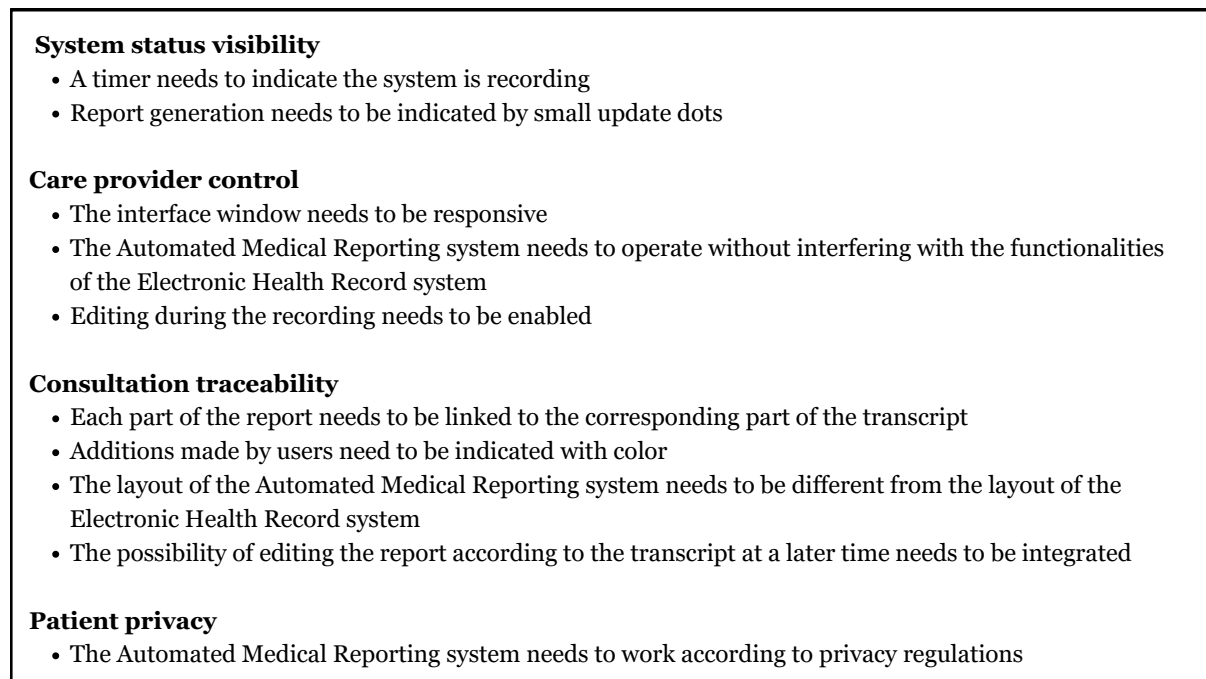 System status visibility
• A timer needs to indicate the system is recording
• Report generation needs to be indicated by small update dots
Care provider control
• The interface window needs to be responsive
• The Automated Medical Reporting system needs to operate without interfering with the functionalities
of the Electronic Health Record system
• Editing during the recording needs to be enabled
Consultation traceability
• Each part of the report needs to be linked to the corresponding part of the transcript
• Additions made by users need to be indicated with color
• The layout of the Automated Medical Reporting system needs to be different from the layout of the
Electronic Health Record system
• The possibility of editing the report according to the transcript at a later time needs to be integrated
Patient privacy
• The Automated Medical Reporting system needs to work according to privacy regulations